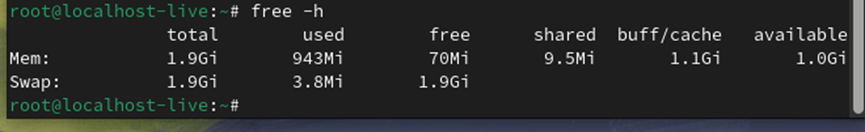 root@localhost-live:~# free -h
total used free shared buff/cache available
Mem: 1.9Gi 943Mi 70Mi 9.5Mi 1.1Gi 1.0Gi
Swap: 1.9Gi 3.8Mi 1.9Gi
root@localhost-live:~#